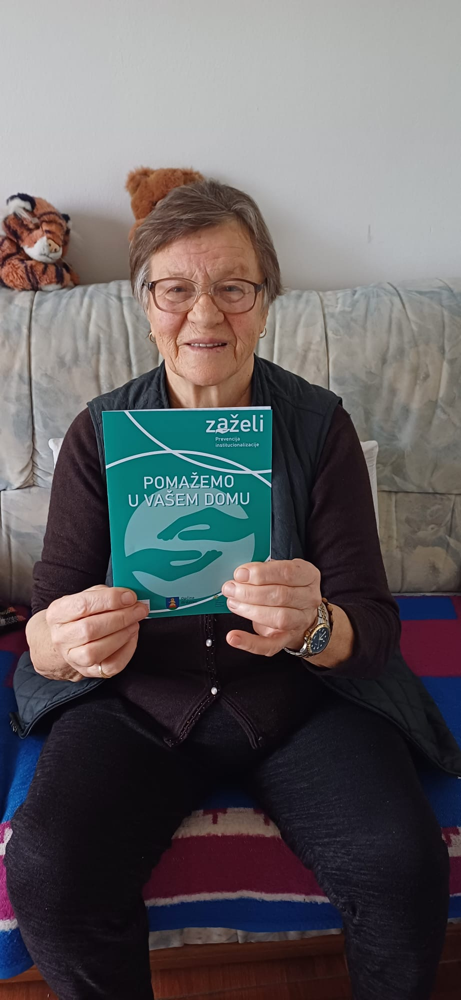 zaželi
Prevencija
institucionalizacije
POMAŽEMO
U VAŠEM DOMU
Općina